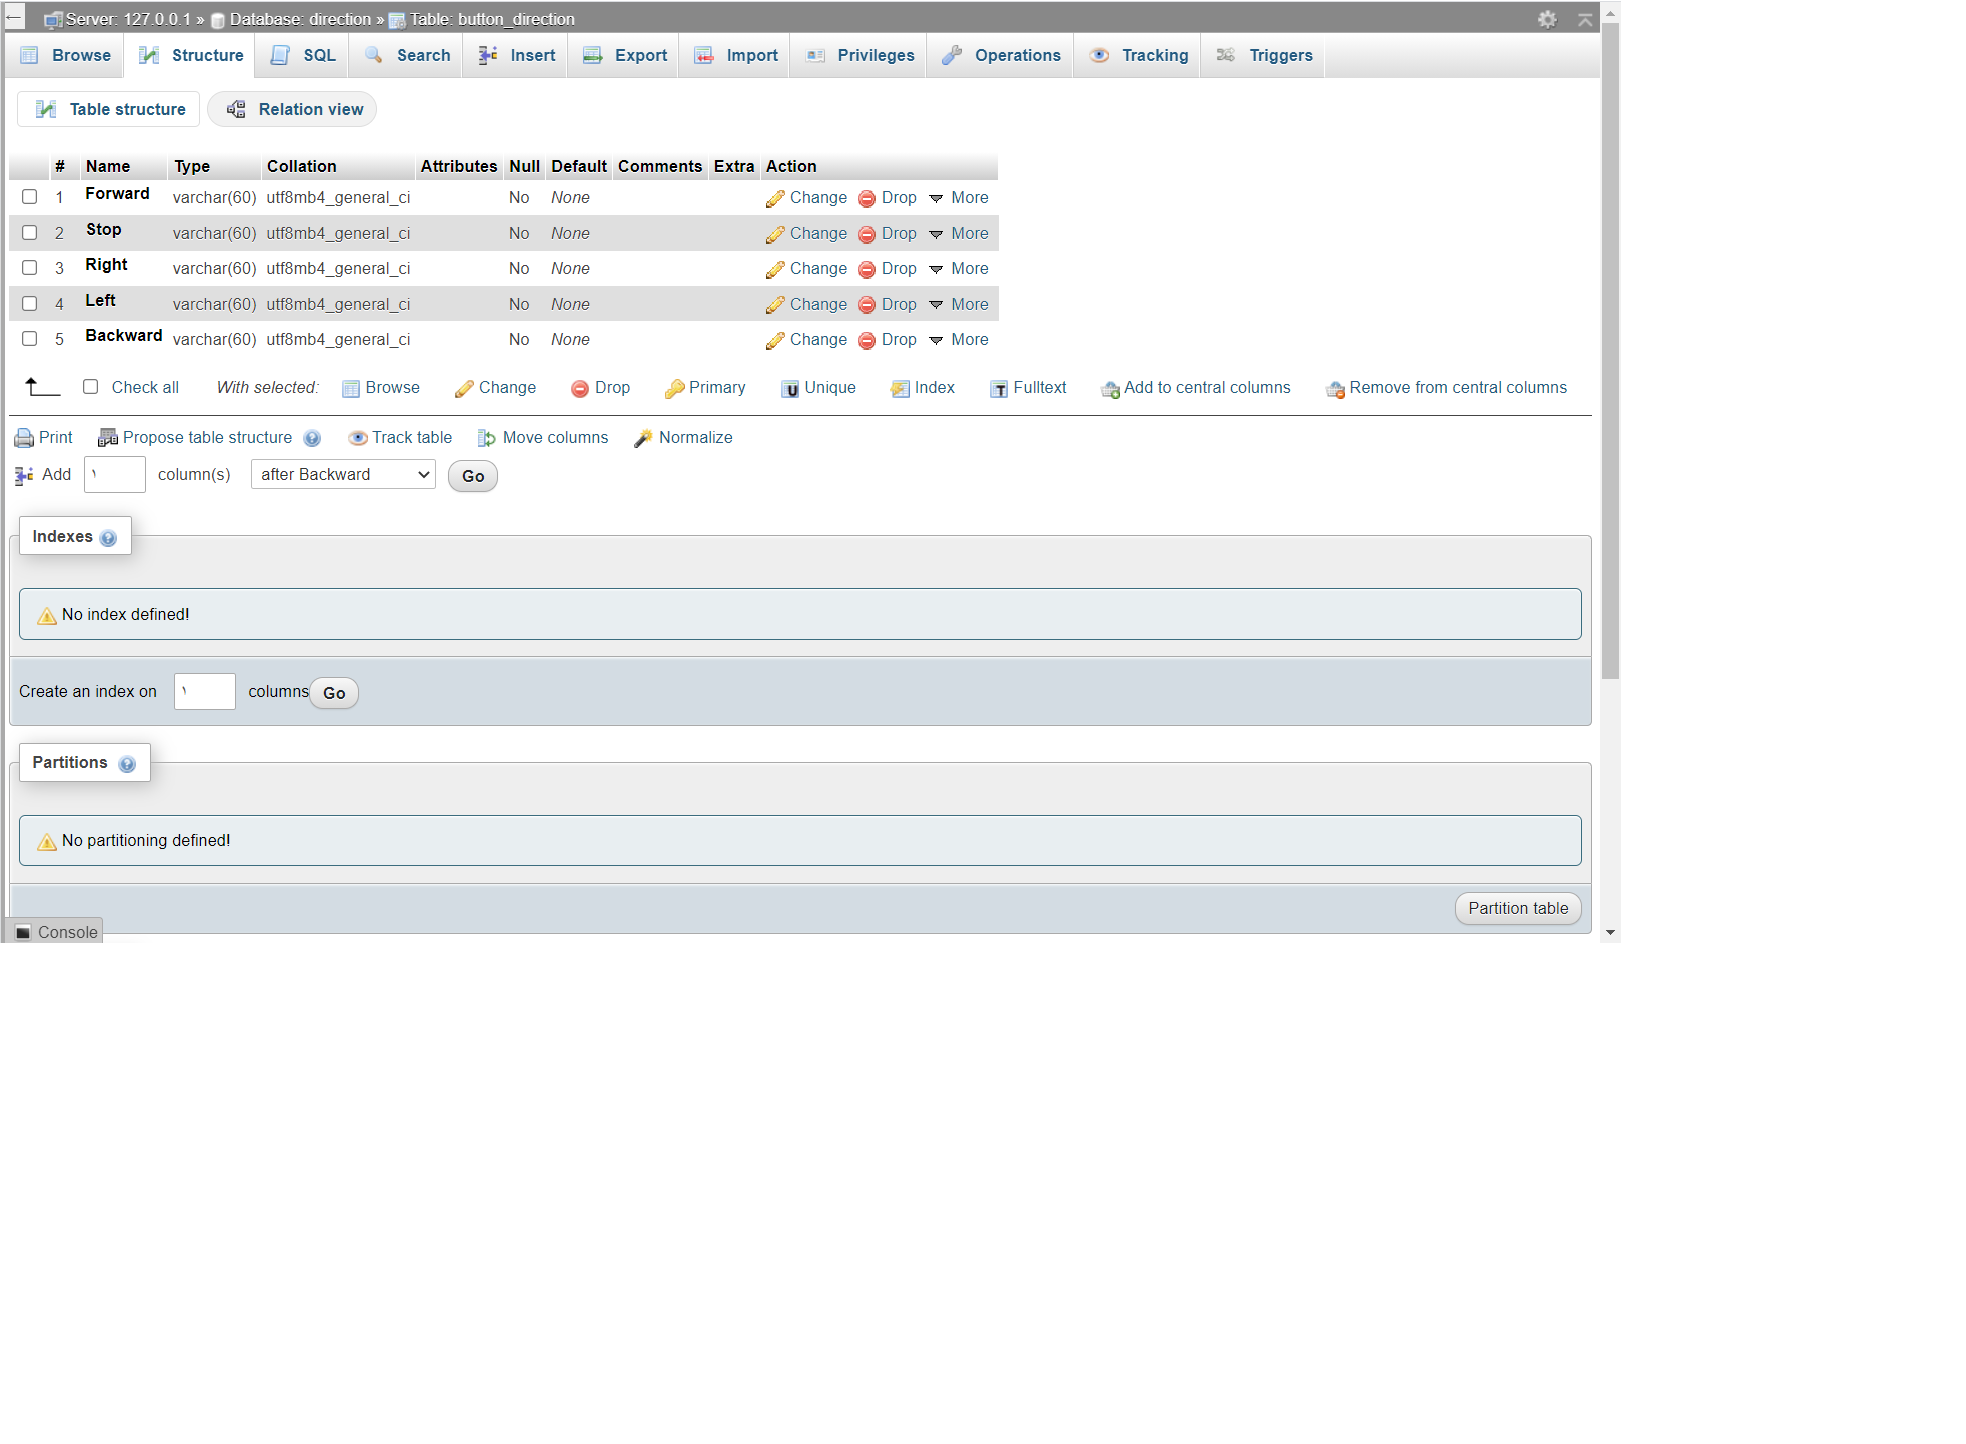 ← Server: 127.0.0.1 » Database: direction » Table: button_direction
Browse Structure SQL Search Insert Export Import Privileges Operations Tracking Triggers
Table structure Relation view
# Name Type Collation Attributes Null Default Comments Extra Action
1 Forward varchar(60) utf8mb4_general_ci No None Change Drop More
2 Stop varchar(60) utf8mb4_general_ci No None Change Drop More
3 Right varchar(60) utf8mb4_general_ci No None Change Drop More
4 Left varchar(60) utf8mb4_general_ci No None Change Drop More
5 Backward varchar(60) utf8mb4_general_ci No None Change Drop More
Check all With selected: Browse Change Drop Primary Unique Index Fulltext Add to central columns Remove from central columns
Print Propose table structure Track table Move columns Normalize
Add ١ column(s) after Backward Go
Indexes
No index defined!
Create an index on ١ columns Go
Partitions
No partitioning defined!
Partition table
Console